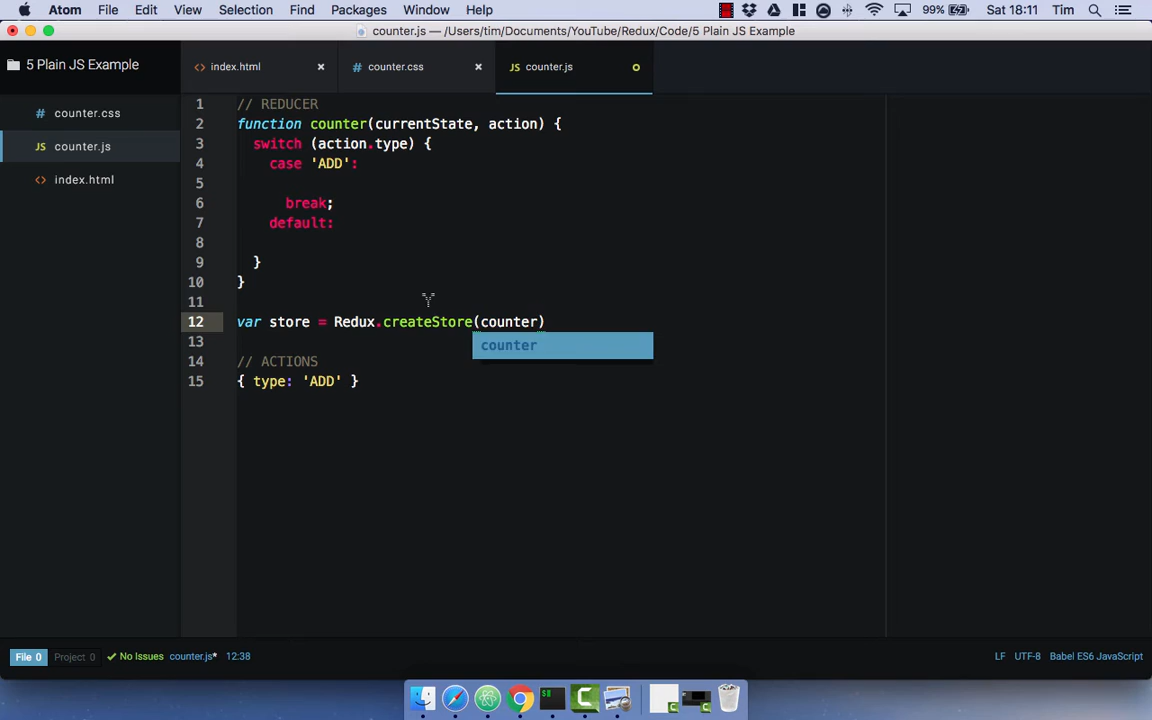 Atom File Edit View Selection Find Packages Window Help 99% Sat 18:11 Tim
counter.js — /Users/tim/Documents/YouTube/Redux/Code/5 Plain JS Example
5 Plain JS Example
<> index.html ×
# counter.css ×
JS counter.js
# counter.css
JS counter.js
<> index.html
1 // REDUCER
2 function counter(currentState, action) {
3 switch (action.type) {
4 case 'ADD':
5
6 break;
7 default:
8
9 }
10 }
11
12 var store = Redux.createStore(counter)
counter
13
14 // ACTIONS
15 { type: 'ADD' }
File 0 Project 0 ✓ No Issues counter.js* 12:38 LF UTF-8 Babel ES6 JavaScript